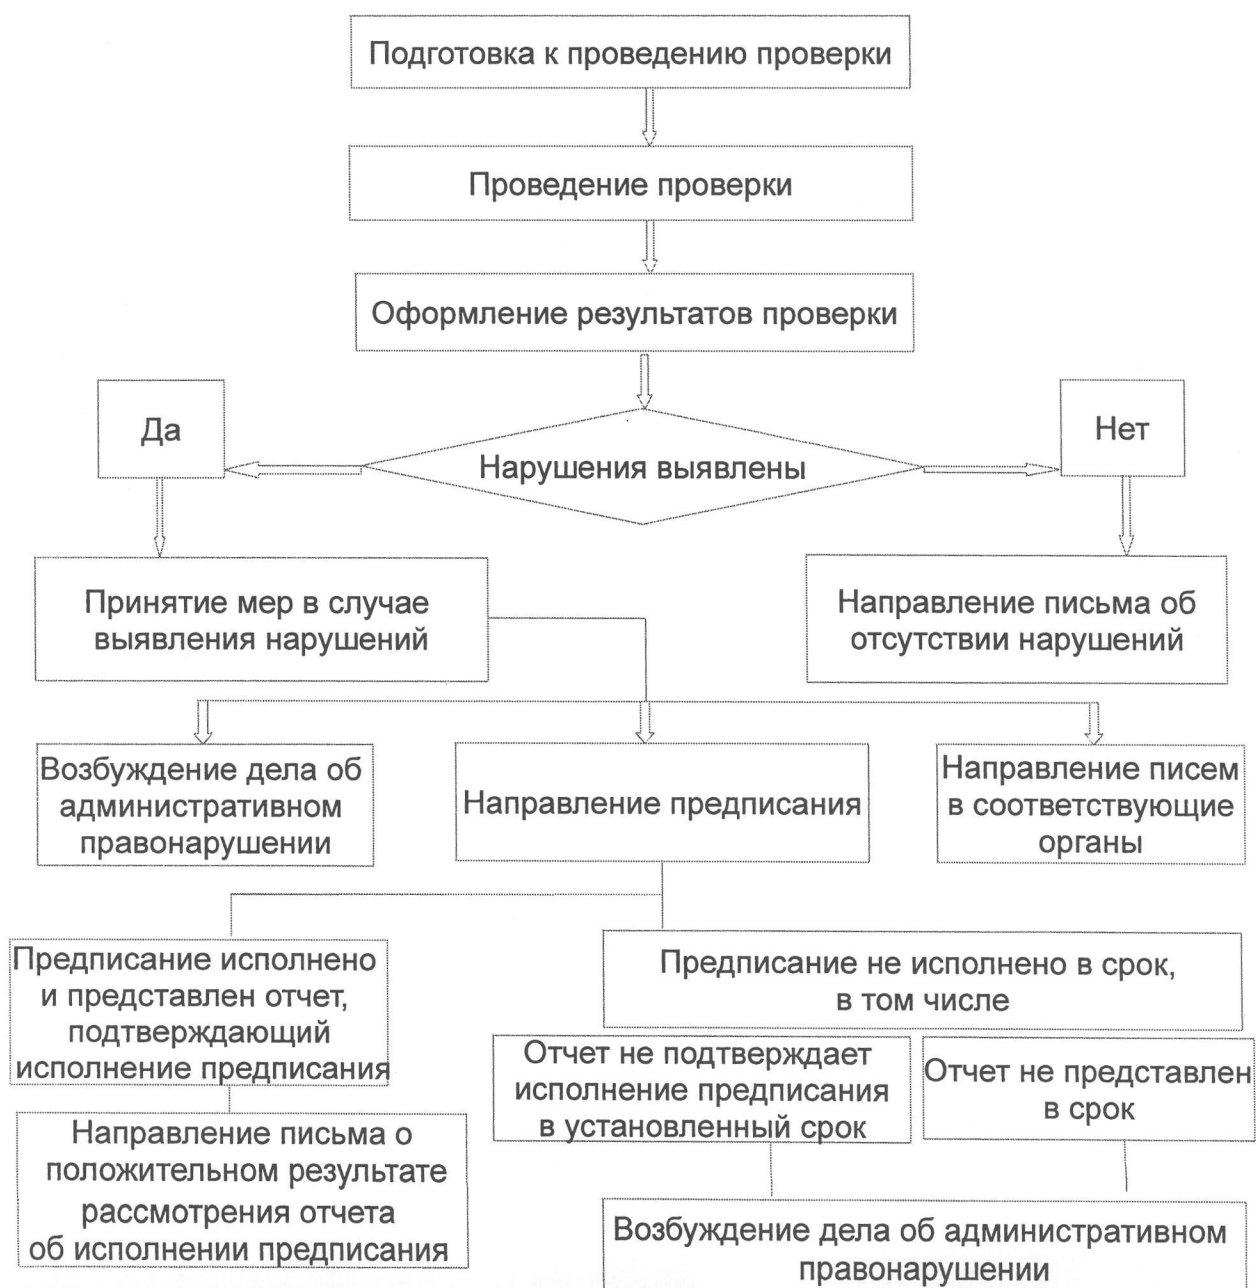 Подготовка к проведению проверки
Проведение проверки
Оформление результатов проверки
Да
Нет
Нарушения выявлены
Принятие мер в случае
выявления нарушений
Направление письма об
отсутствии нарушений
Возбуждение дела об
административном
правонарушении
Направление предписания
Направление писем
в соответствующие
органы
Предписание исполнено
и представлен отчет,
подтверждающий
исполнение предписания
Предписание не исполнено в срок,
в том числе
Отчет не подтверждает
исполнение предписания
в установленный срок
Отчет не представлен
в срок
Направление письма о
положительном результате
рассмотрения отчета
об исполнении предписания
Возбуждение дела об административном
правонарушении